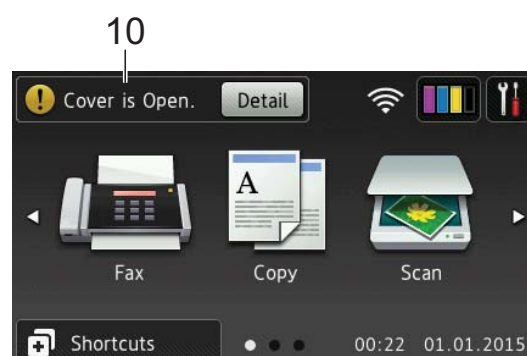 10
Cover is Open. Detail
A
Fax Copy Scan
Shortcuts 00:22 01.01.2015